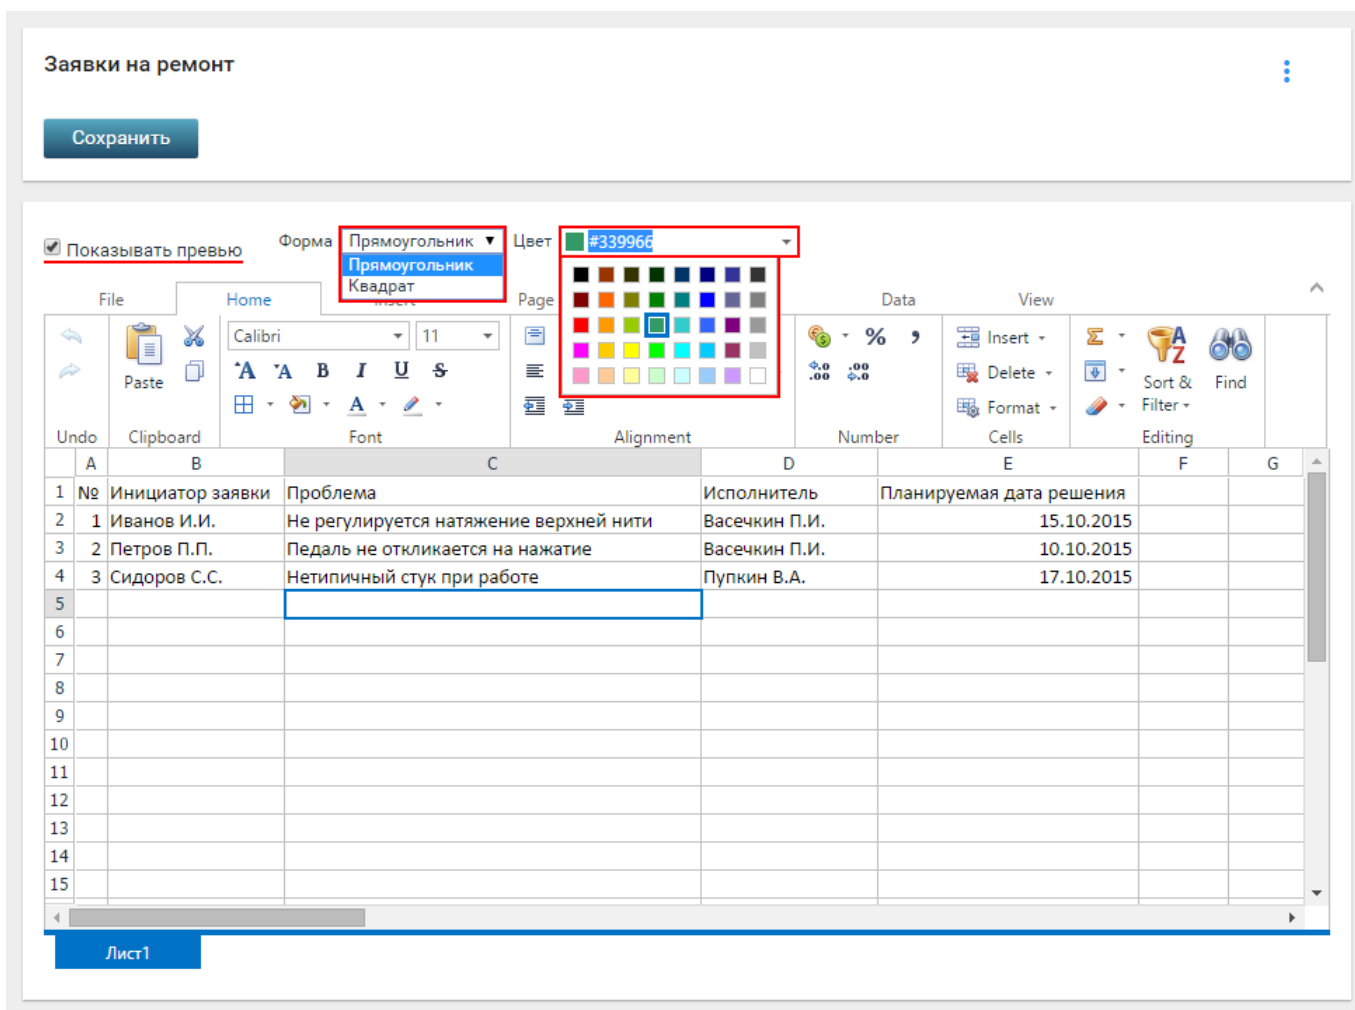 Заявки на ремонт
Сохранить
Показывать превью Форма Прямоугольник Цвет #339966
Прямоугольник
Квадрат
File Home Page Data View
Calibri 11 % Insert
Paste A A B I U S Delete Sort & Find
A Format Filter
Undo Clipboard Font Alignment Number Cells Editing
A B C D E F G
1 № Инициатор заявки Проблема Исполнитель Планируемая дата решения
2 1 Иванов И.И. Не регулируется натяжение верхней нити Васечкин П.И. 15.10.2015
3 2 Петров П.П. Педаль не откликается на нажатие Васечкин П.И. 10.10.2015
4 3 Сидоров С.С. Нетипичный стук при работе Пупкин В.А. 17.10.2015
5
6
7
8
9
10
11
12
13
14
15
Лист1